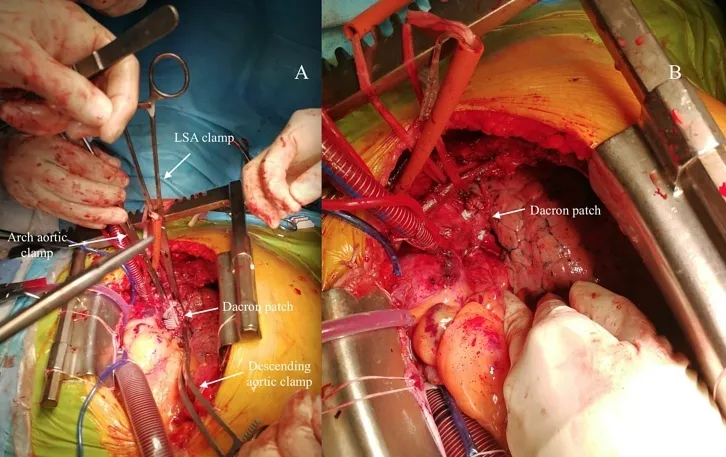 A
LSA clamp
Arch aortic
clamp
Dacron patch
Descending
aortic clamp
B
Dacron patch